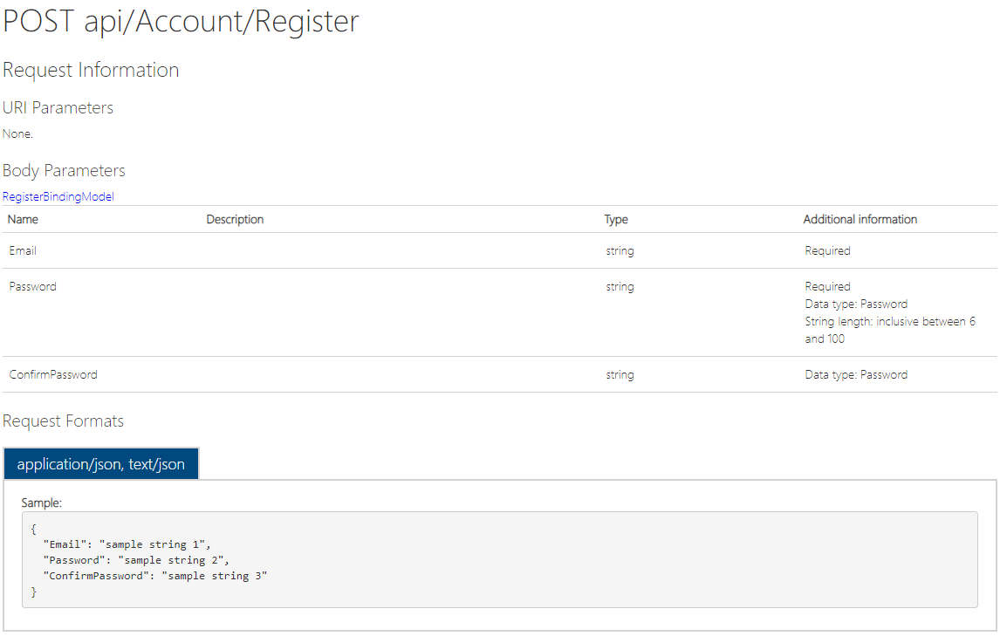 POST api/Account/Register
Request Information
URI Parameters
None.
Body Parameters
RegisterBindingModel
Name Description Type Additional information
Email string Required
Password string Required
Data type: Password
String length: inclusive between 6
and 100
ConfirmPassword string Data type: Password
Request Formats
application/json, text/json
Sample:
{
  "Email": "sample string 1",
  "Password": "sample string 2",
  "ConfirmPassword": "sample string 3"
}